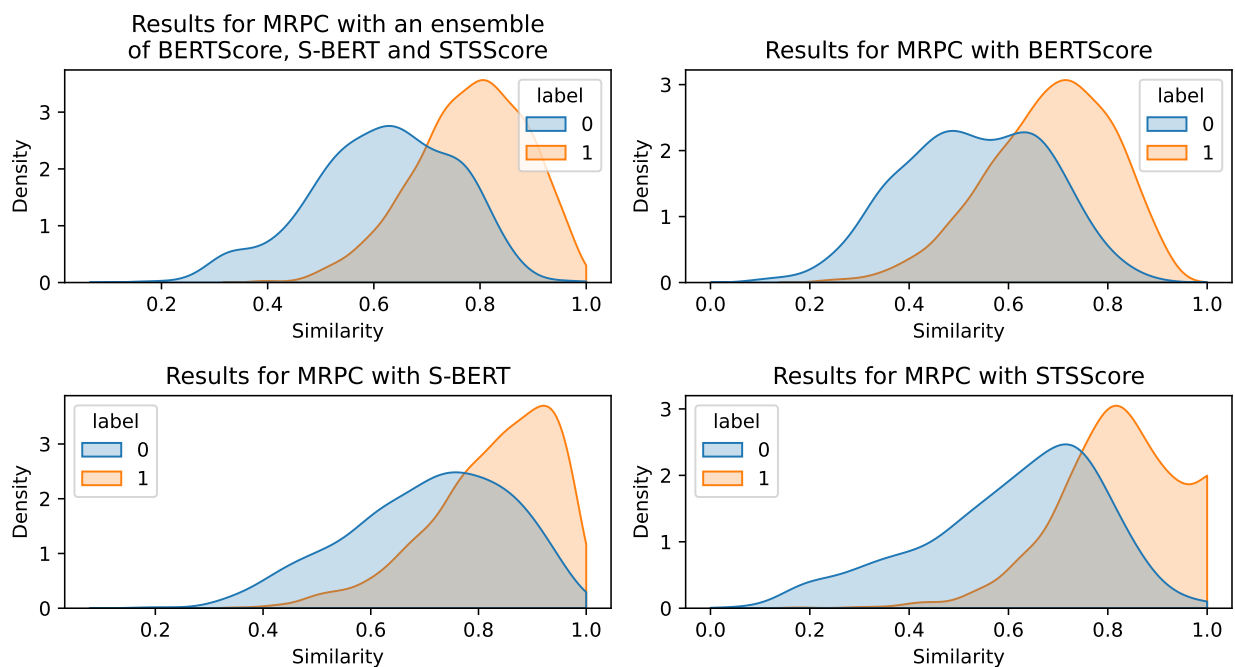 Results for MRPC with an ensemble
of BERTScore, S-BERT and STSScore
label
0
1
Density
3
2
1
0
0.2
0.4
0.6
0.8
1.0
Similarity
Results for MRPC with BERTScore
label
0
1
Density
3
2
1
0
0.0
0.2
0.4
0.6
0.8
1.0
Similarity
Results for MRPC with S-BERT
label
0
1
Density
3
2
1
0
0.2
0.4
0.6
0.8
1.0
Similarity
Results for MRPC with STSScore
label
0
1
Density
3
2
1
0
0.0
0.2
0.4
0.6
0.8
1.0
Similarity